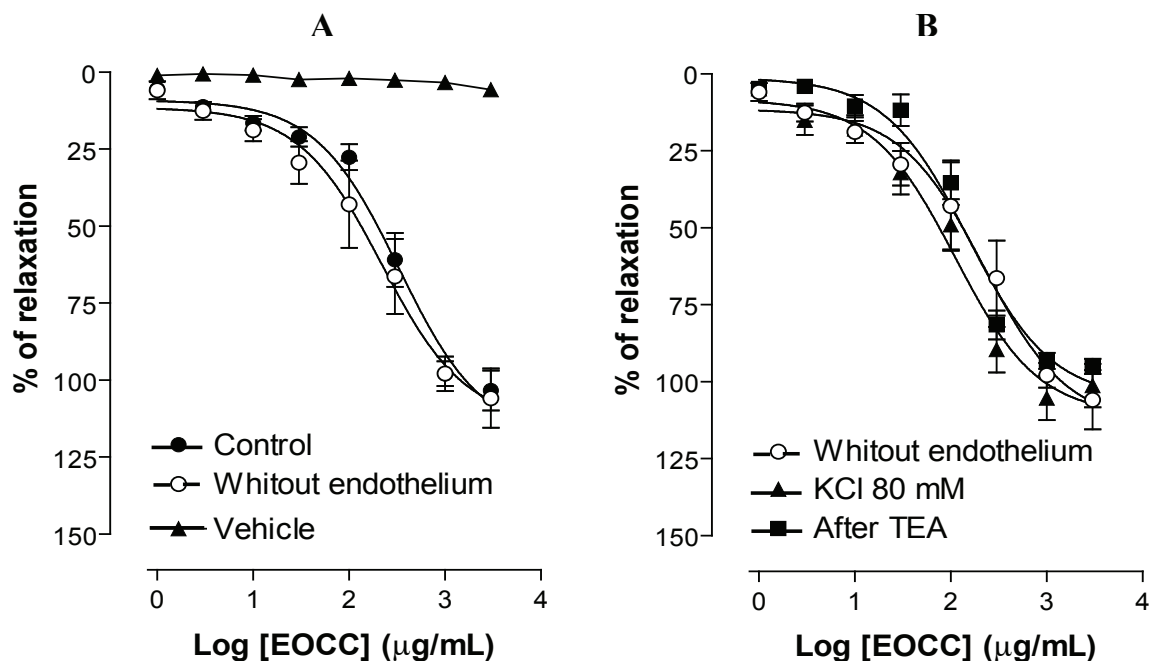 A
% of relaxation
0
25
50
75
100
125
150
Control
Whitout endothelium
Vehicle
0 1 2 3 4
Log [EOCC] (µg/mL)
B
% of relaxation
0
25
50
75
100
125
150
Whitout endothelium
KCl 80 mM
After TEA
0 1 2 3 4
Log [EOCC] (µg/mL)